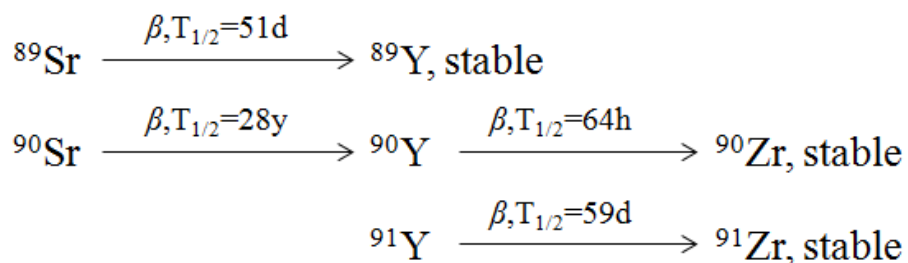 β,T₁/₂=51d
⁸⁹Sr ⟶ ⁸⁹Y, stable
β,T₁/₂=28y β,T₁/₂=64h
⁹⁰Sr ⟶ ⁹⁰Y ⟶ ⁹⁰Zr, stable
β,T₁/₂=59d
⁹¹Y ⟶ ⁹¹Zr, stable